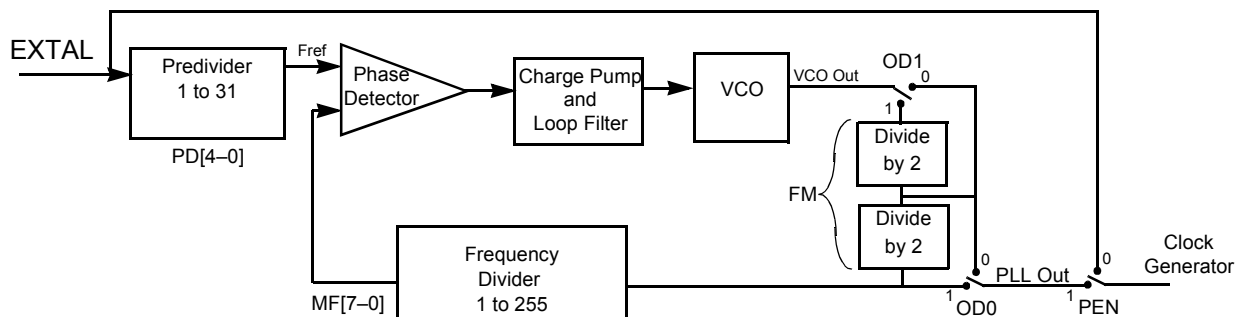 EXTAL
Predivider
1 to 31
PD[4–0]
Fref
Phase
Detector
Charge Pump
and
Loop Filter
VCO
VCO Out
OD1
0
1
Divide
by 2
FM
Divide
by 2
Frequency
Divider
1 to 255
MF[7–0]
0
1
OD0
PLL Out
0
1
PEN
Clock
Generator